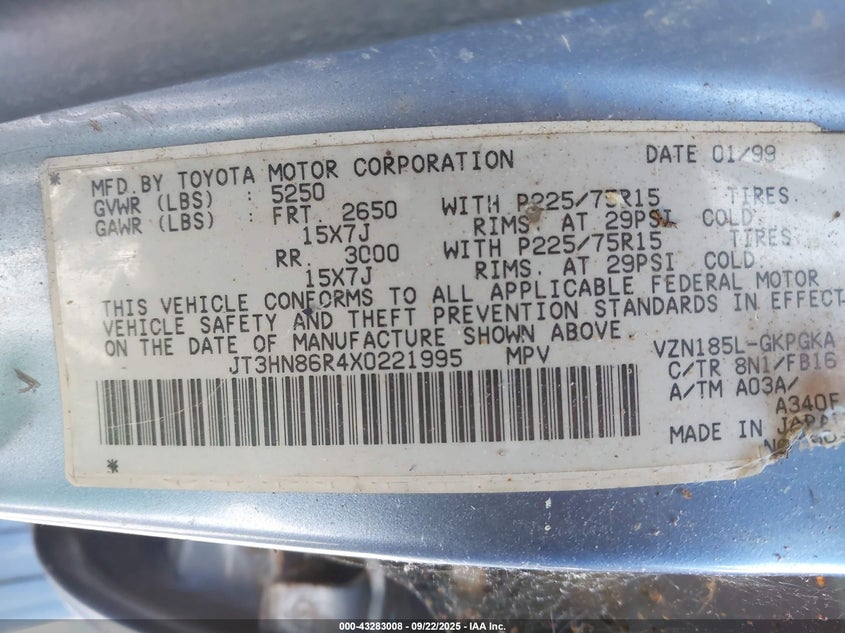 MFD. BY TOYOTA MOTOR CORPORATION DATE 01/99
GVWR (LBS) : 5250
GAWR (LBS) : FRT. 2650 WITH P225/75R15 TIRES
15X7J RIMS. AT 29PSI COLD.
RR. 3000 WITH P225/75R15 TIRES
15X7J RIMS. AT 29PSI COLD.
THIS VEHICLE CONFORMS TO ALL APPLICABLE FEDERAL MOTOR
VEHICLE SAFETY AND THEFT PREVENTION STANDARDS IN EFFECT
ON THE DATE OF MANUFACTURE SHOWN ABOVE.
JT3HN86R4X0221995 MPV VZN185L-GKPGKA
C/TR 8N1/FB16
A/TM A03A/
A340F
MADE IN JAPAN
000-43283008 - 09/22/2025 - IAA Inc.